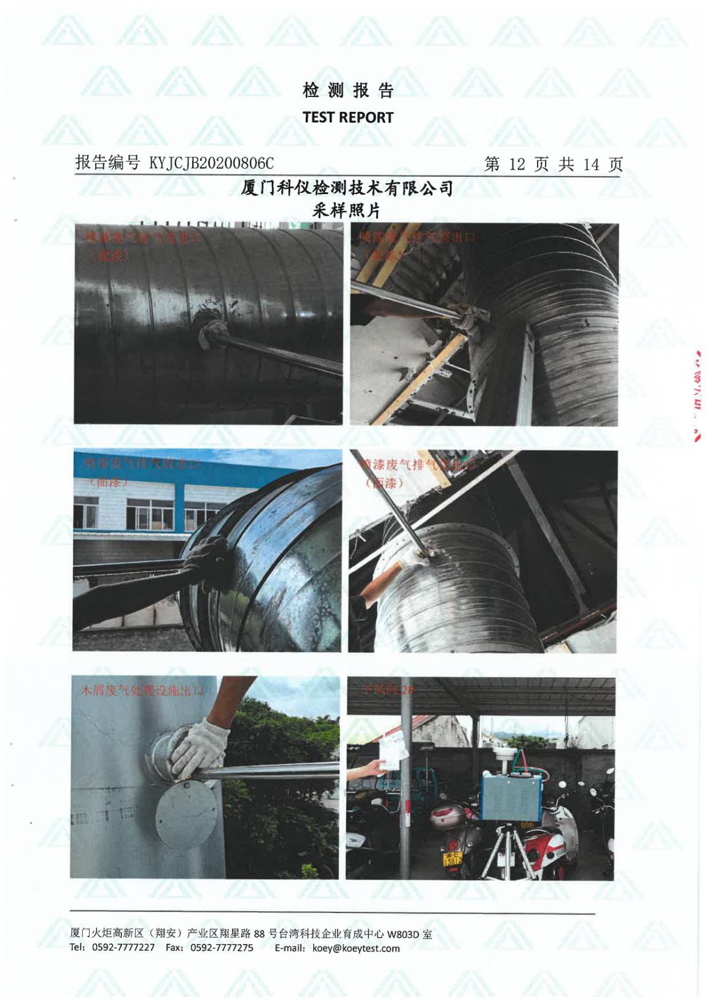 检测报告
TEST REPORT
报告编号 KYJCJB20200806C 第 12 页 共 14 页
厦门科仪检测技术有限公司
采样照片
喷漆废气排气筒进口
（底漆）
喷漆废气排气筒出口
（底漆）
喷漆废气排气筒进口
（面漆）
喷漆废气排气筒出口
（面漆）
木屑废气处理设施出口
下风向 2#
厦门火炬高新区（翔安）产业区翔星路 88 号台湾科技企业育成中心 W803D 室
Tel：0592-7777227 Fax：0592-7777275 E-mail：koey@koeytest.com